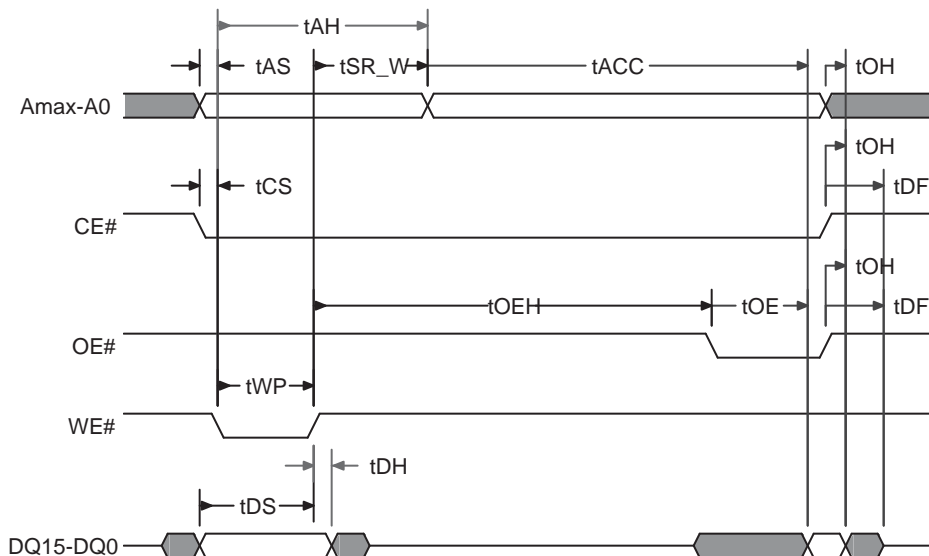 tAH
tAS tSR_W tACC tOH
Amax-A0
tOH
tCS tDF
CE#
tOH
tOEH tOE tDF
OE#
tWP
WE#
tDH
tDS
DQ15-DQ0